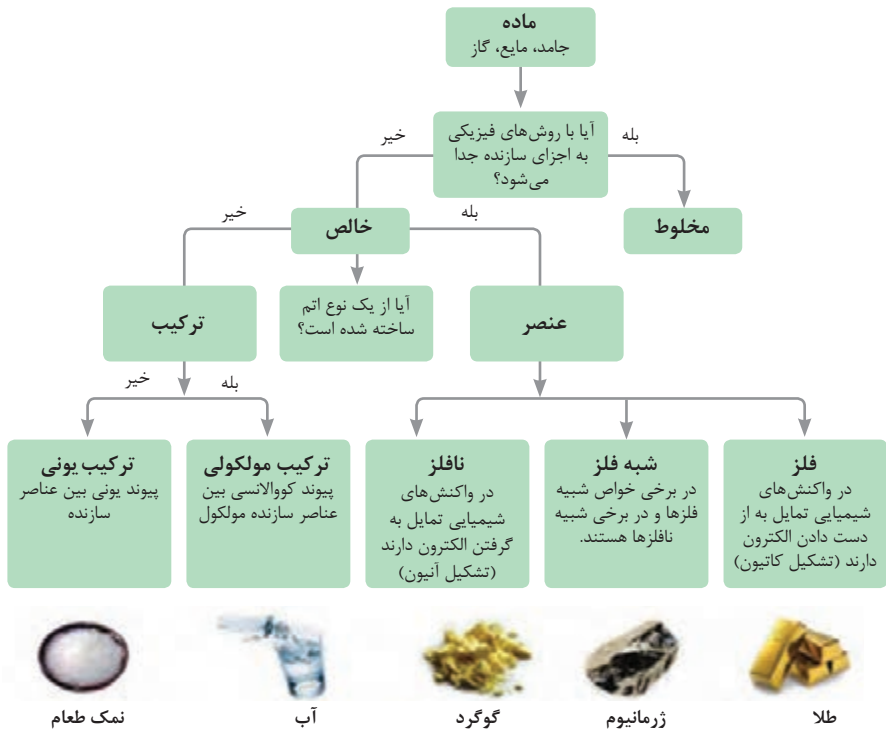 ماده
جامد، مایع، گاز
آیا با روش‌های فیزیکی
به اجزای سازنده جدا
می‌شود؟
بله
خیر
مخلوط
خالص
بله
خیر
آیا از یک نوع اتم
ساخته شده است؟
عنصر
ترکیب
بله
خیر
فلز
در واکنش‌های
شیمیایی تمایل به از
دست دادن الکترون
دارند (تشکیل کاتیون)
شبه فلز
در برخی خواص شبیه
فلزها و در برخی شبیه
نافلزها هستند.
نافلز
در واکنش‌های
شیمیایی تمایل به
گرفتن الکترون دارند
(تشکیل آنیون)
ترکیب مولکولی
پیوند کووالانسی بین
عناصر سازنده مولکول
ترکیب یونی
پیوند یونی بین عناصر
سازنده
طلا
ژرمانیوم
گوگرد
آب
نمک طعام